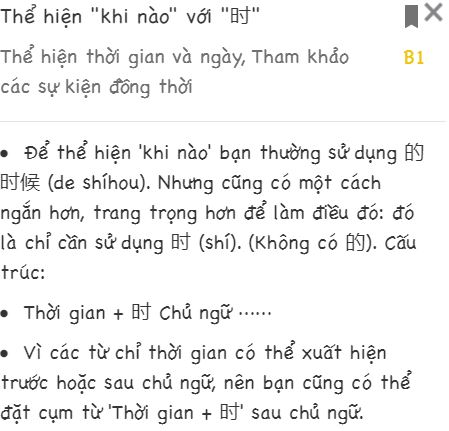 Thể hiện "khi nào" với "时"
Thể hiện thời gian và ngày, Tham khảo
B1
các sự kiện đồng thời
• Để thể hiện 'khi nào' bạn thường sử dụng 的
时候 (de shíhou). Nhưng cũng có một cách
ngắn hơn, trang trọng hơn để làm điều đó: đó
là chỉ cần sử dụng 时 (shí). (Không có 的). Cấu
trúc:
• Thời gian + 时 Chủ ngữ ……
• Vì các từ chỉ thời gian có thể xuất hiện
trước hoặc sau chủ ngữ, nên bạn cũng có thể
đặt cụm từ 'Thời gian + 时' sau chủ ngữ.